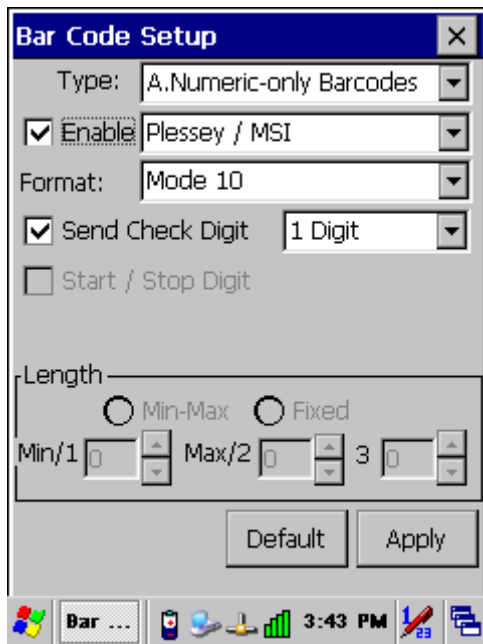 Bar Code Setup
Type: A.Numeric-only Barcodes
Enable Plessey / MSI
Format: Mode 10
Send Check Digit 1 Digit
Start / Stop Digit
Length
Min-Max Fixed
Min/1 0 Max/2 0 3 0
Default Apply
Bar ... 3:43 PM 1 23